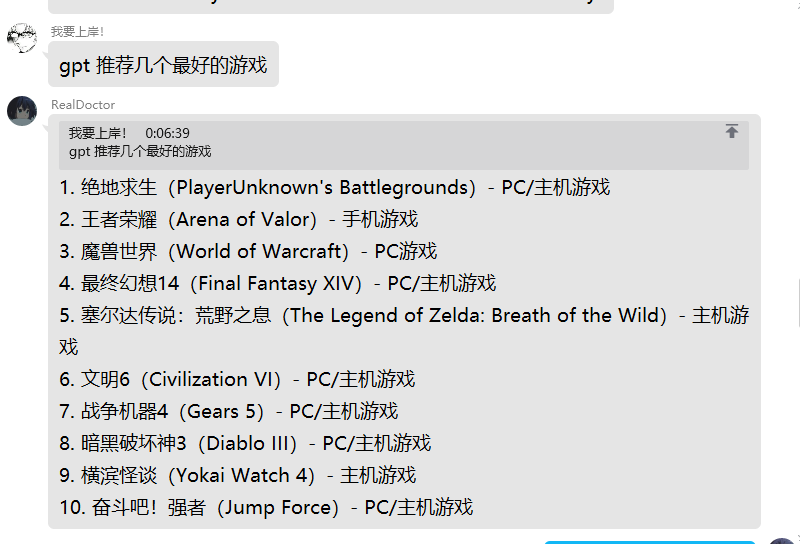 我要上岸！
gpt 推荐几个最好的游戏
RealDoctor
我要上岸！ 0:06:39
gpt 推荐几个最好的游戏
1. 绝地求生（PlayerUnknown's Battlegrounds）- PC/主机游戏
2. 王者荣耀（Arena of Valor）- 手机游戏
3. 魔兽世界（World of Warcraft）- PC游戏
4. 最终幻想14（Final Fantasy XIV）- PC/主机游戏
5. 塞尔达传说：荒野之息（The Legend of Zelda: Breath of the Wild）- 主机游
戏
6. 文明6（Civilization VI）- PC/主机游戏
7. 战争机器4（Gears 5）- PC/主机游戏
8. 暗黑破坏神3（Diablo III）- PC/主机游戏
9. 横滨怪谈（Yokai Watch 4）- 主机游戏
10. 奋斗吧！强者（Jump Force）- PC/主机游戏